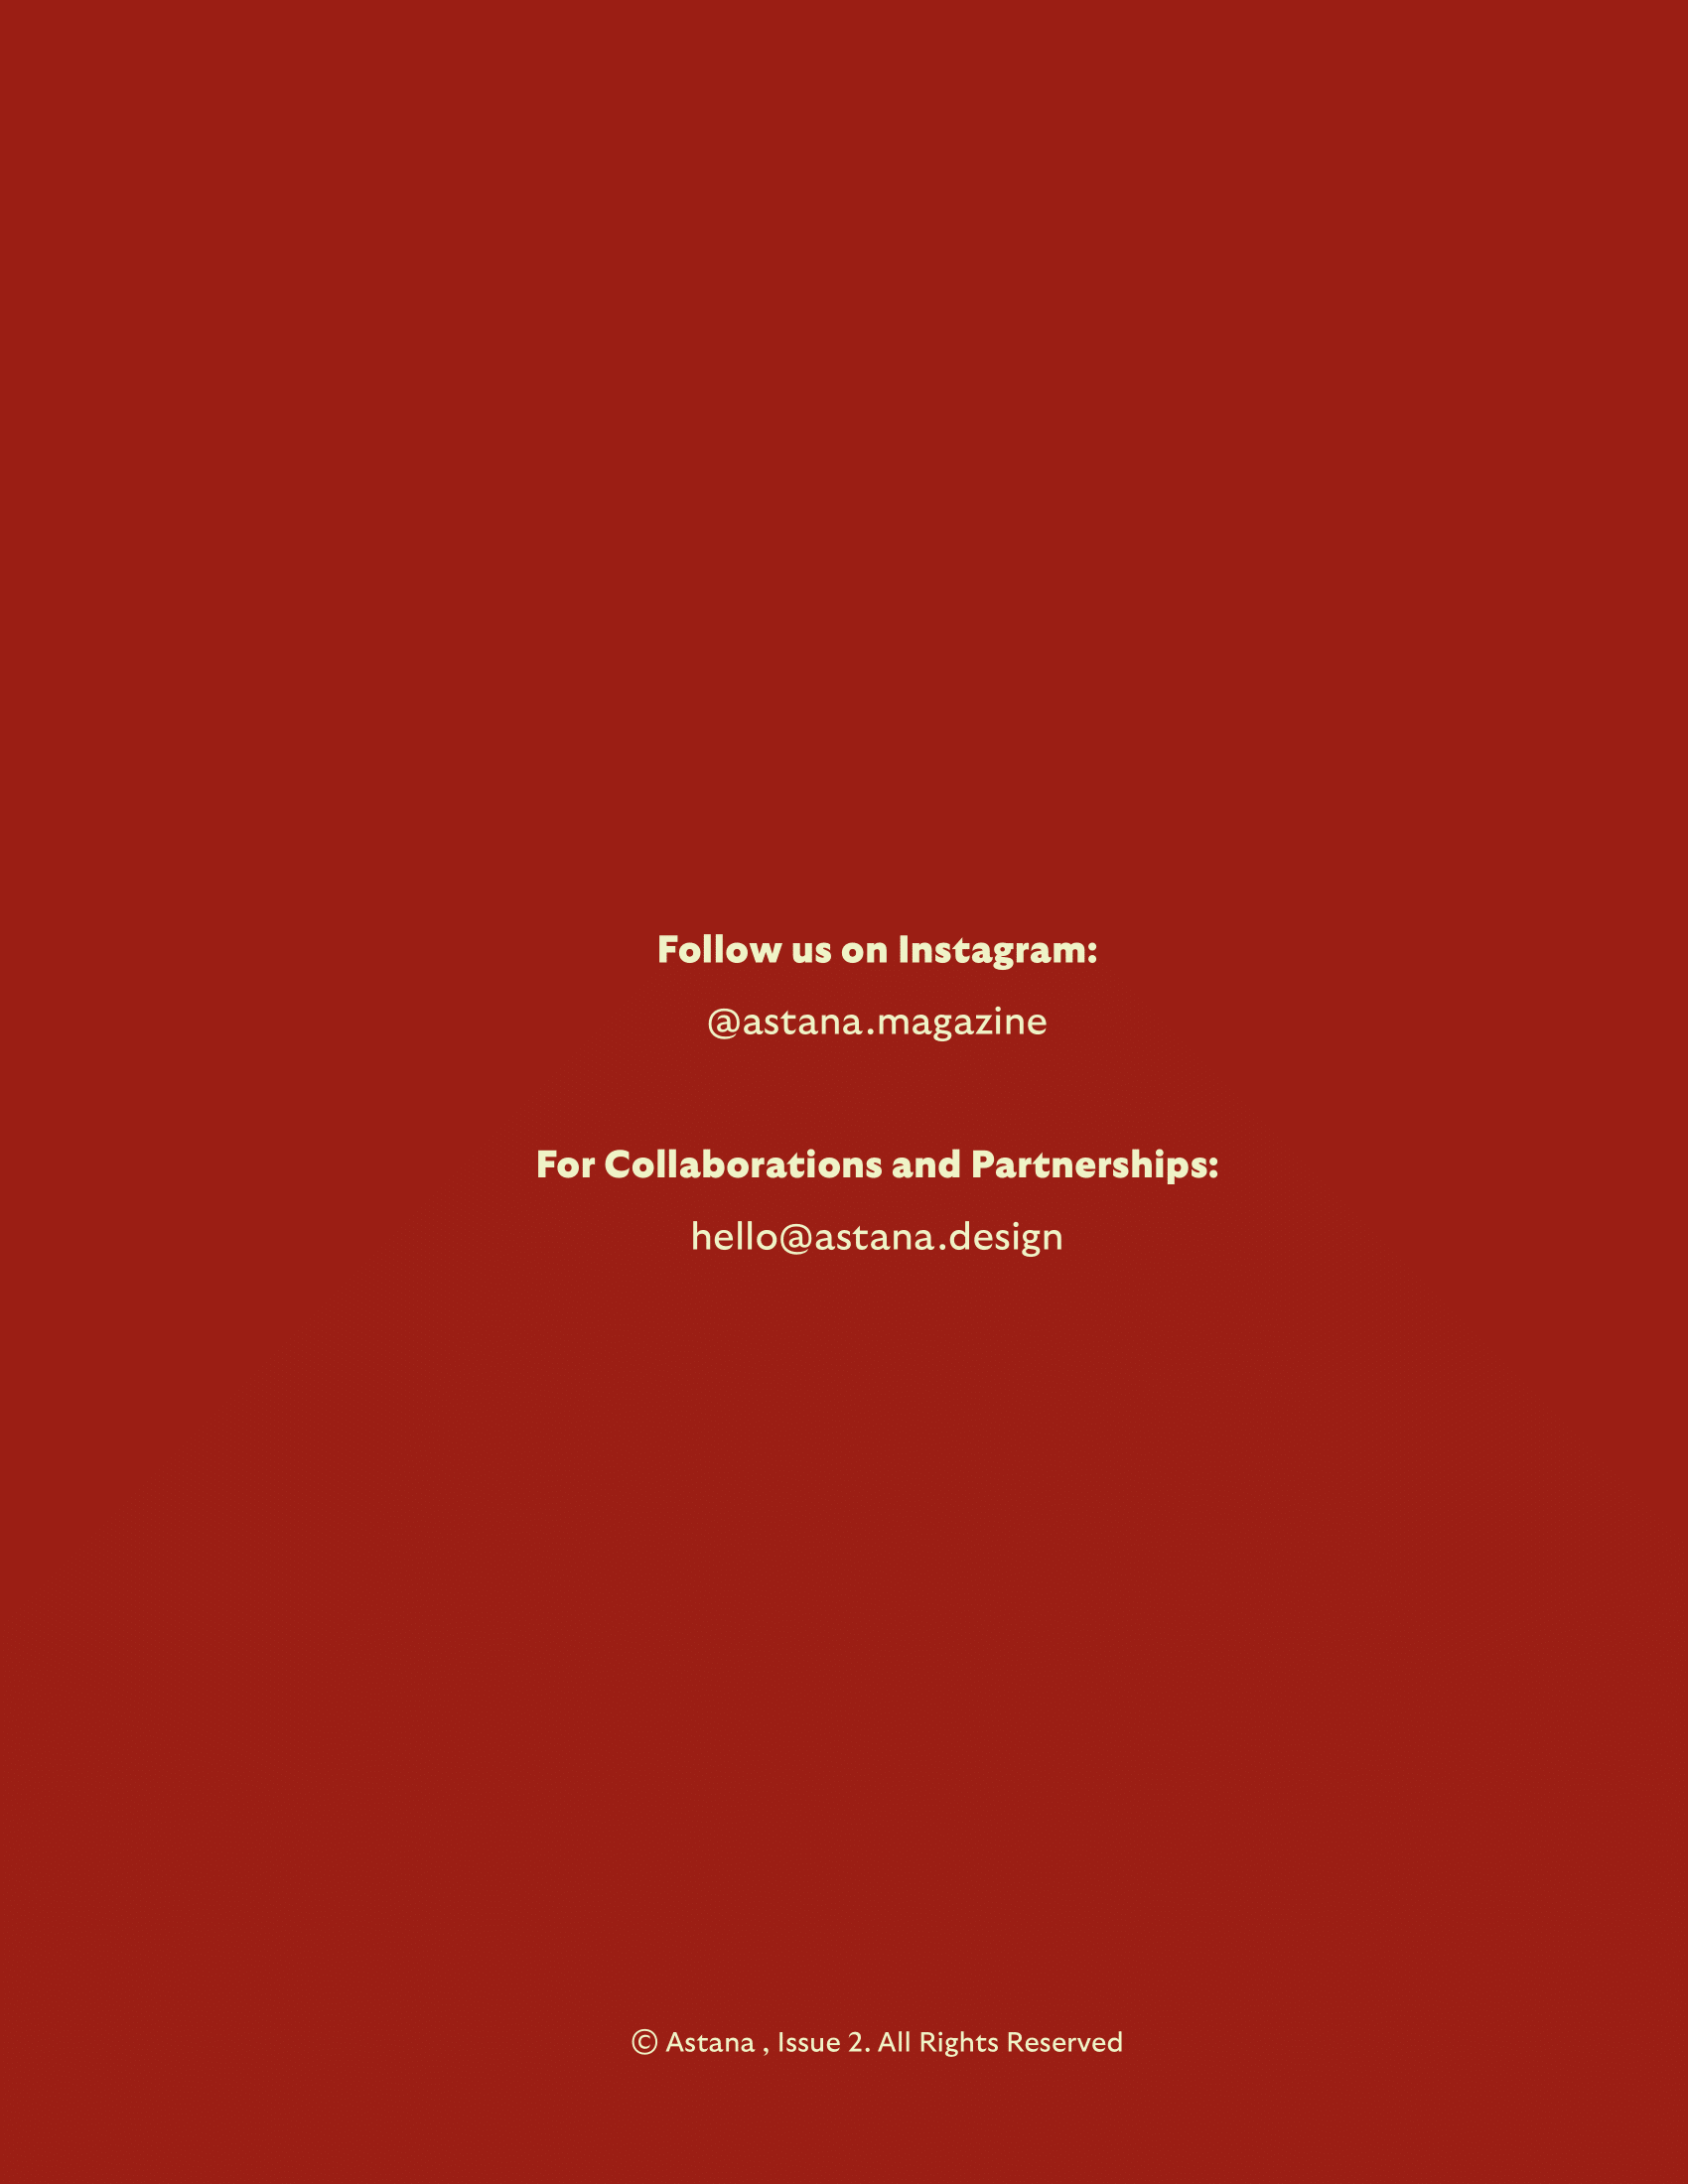 Follow us on Instagram:
@astana.magazine
For Collaborations and Partnerships:
hello@astana.design
© Astana , Issue 2. All Rights Reserved